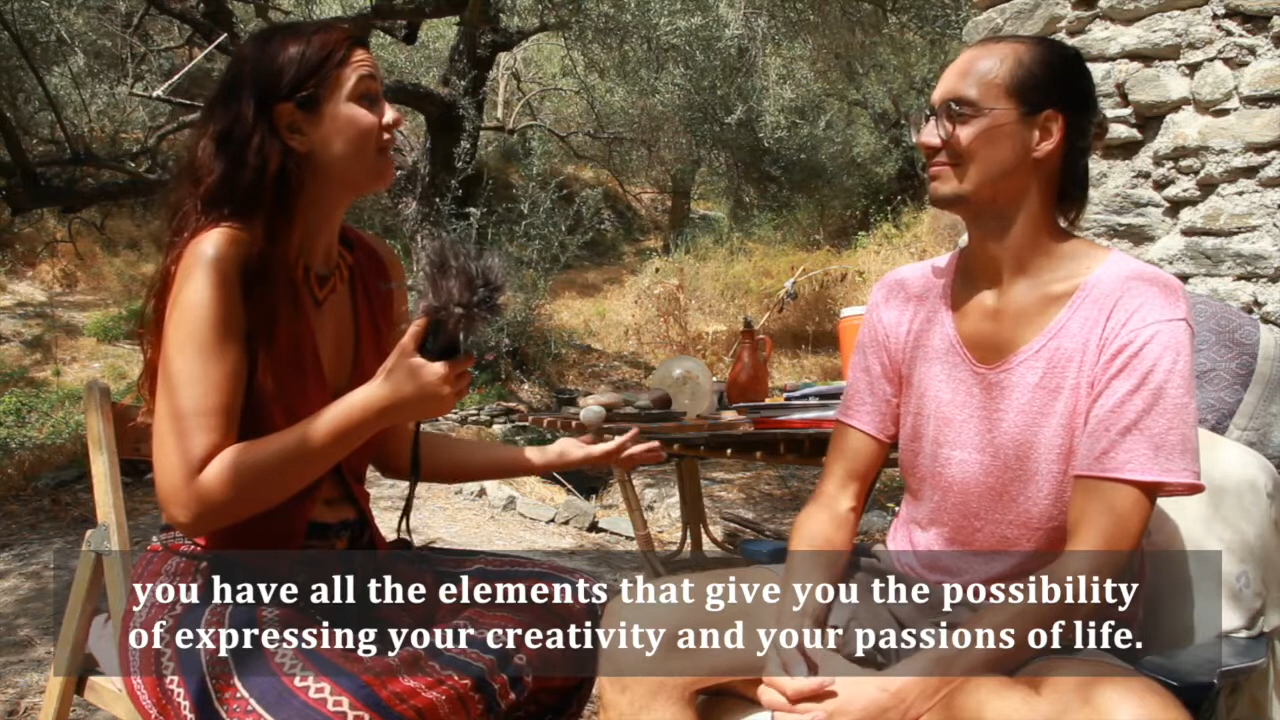 you have all the elements that give you the possibility
of expressing your creativity and your passions of life.